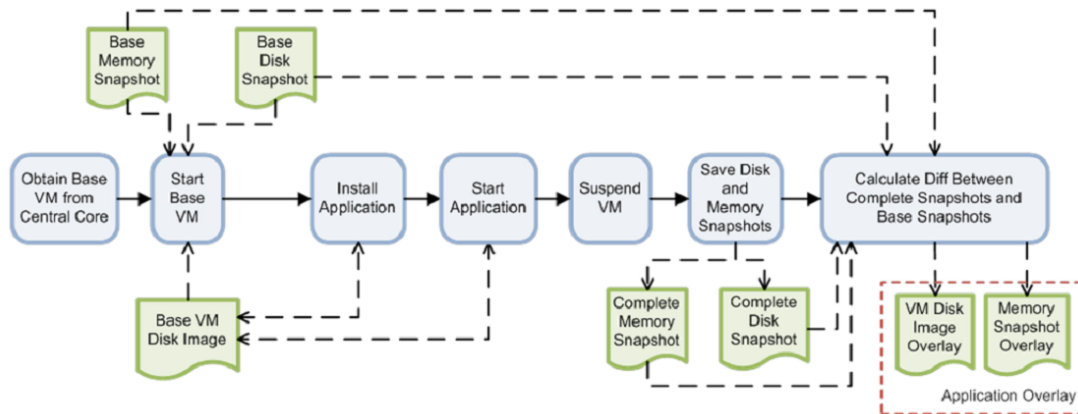 Base
Memory
Snapshot
Base
Disk
Snapshot
Obtain Base
VM from
Central Core
Start
Base
VM
Install
Application
Start
Application
Suspend
VM
Save Disk
and
Memory
Snapshots
Calculate Diff Between
Complete Snapshots and
Base Snapshots
Base VM
Disk Image
Complete
Memory
Snapshot
Complete
Disk
Snapshot
VM Disk
Image
Overlay
Memory
Snapshot
Overlay
Application Overlay